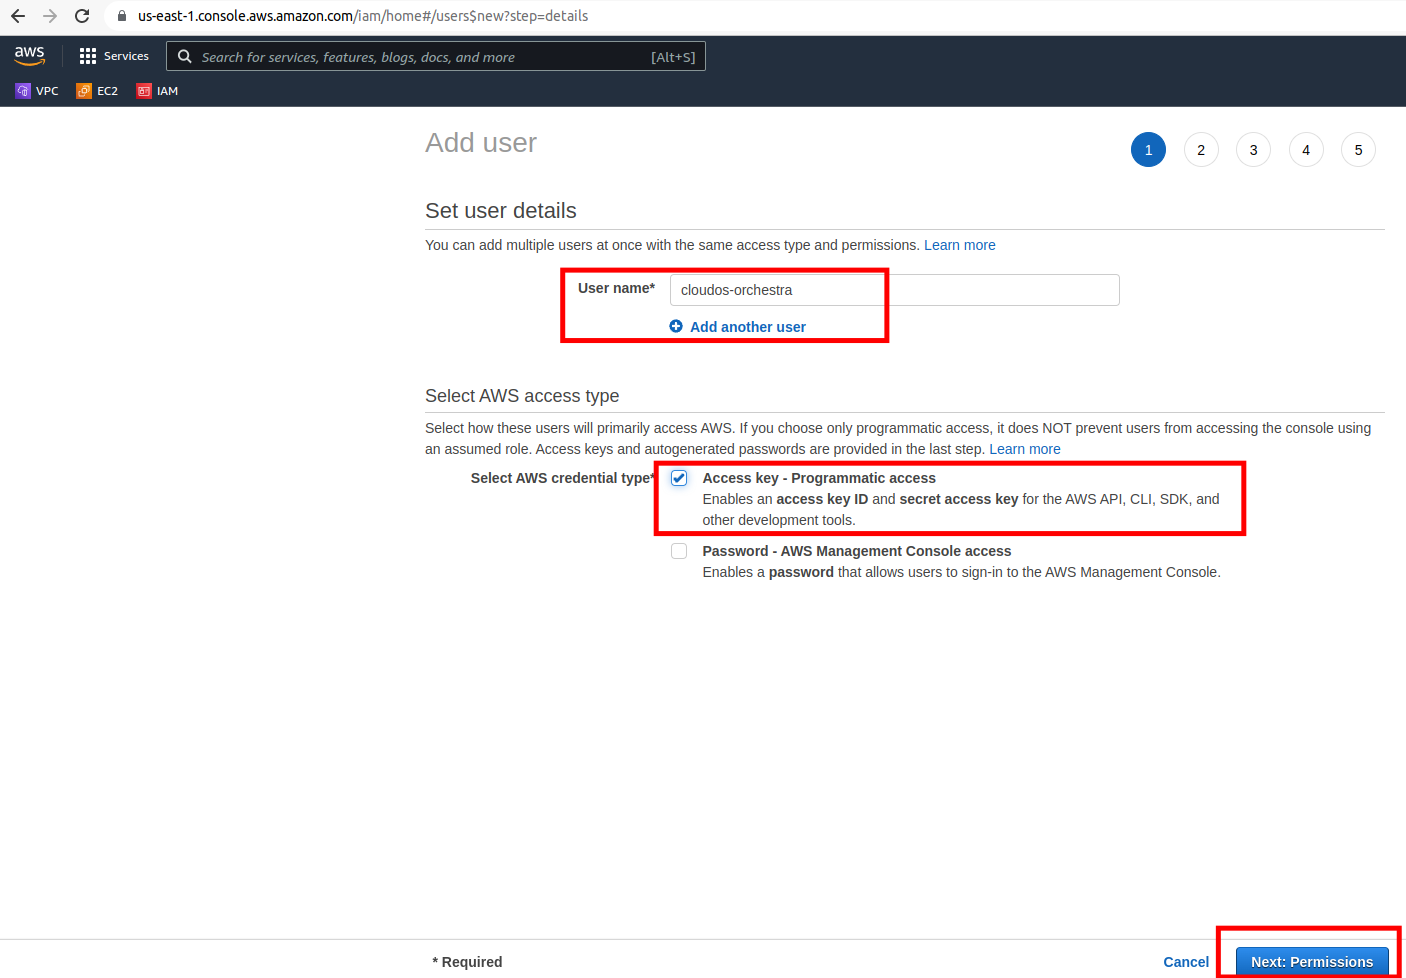 us-east-1.console.aws.amazon.com/iam/home#/users$new?step=details
aws
Services
Search for services, features, blogs, docs, and more
[Alt+S]
VPC
EC2
IAM
Add user
1
2
3
4
5
Set user details
You can add multiple users at once with the same access type and permissions. Learn more
User name*
cloudos-orchestra
Add another user
Select AWS access type
Select how these users will primarily access AWS. If you choose only programmatic access, it does NOT prevent users from accessing the console using
an assumed role. Access keys and autogenerated passwords are provided in the last step. Learn more
Select AWS credential type*
Access key - Programmatic access
Enables an access key ID and secret access key for the AWS API, CLI, SDK, and
other development tools.
Password - AWS Management Console access
Enables a password that allows users to sign-in to the AWS Management Console.
* Required
Cancel
Next: Permissions